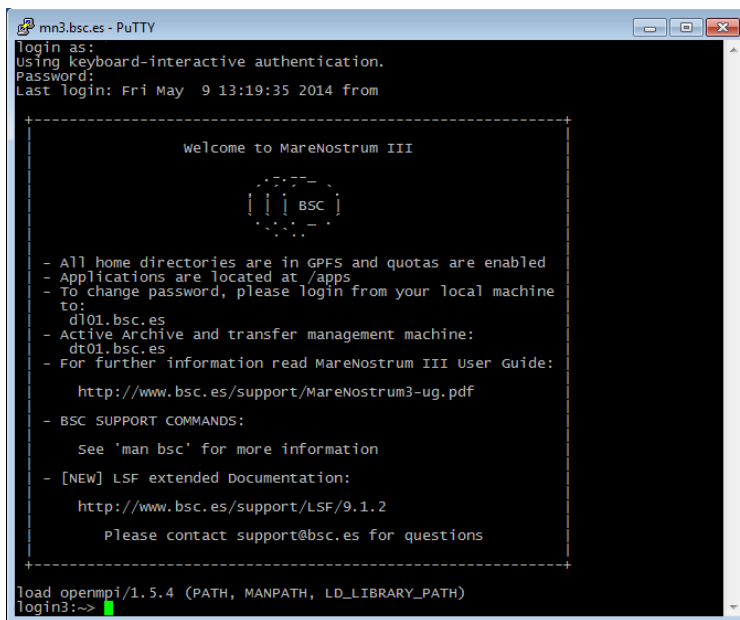 mn3.bsc.es - PuTTY
login as:
Using keyboard-interactive authentication.
Password:
Last login: Fri May  9 13:19:35 2014 from
Welcome to MareNostrum III
BSC
- All home directories are in GPFS and quotas are enabled
- Applications are located at /apps
- To change password, please login from your local machine
to:
dl01.bsc.es
- Active Archive and transfer management machine:
dt01.bsc.es
- For further information read MareNostrum III User Guide:
http://www.bsc.es/support/MareNostrum3-ug.pdf
- BSC SUPPORT COMMANDS:
See 'man bsc' for more information
- [NEW] LSF extended Documentation:
http://www.bsc.es/support/LSF/9.1.2
Please contact support@bsc.es for questions
load openmpi/1.5.4 (PATH, MANPATH, LD_LIBRARY_PATH)
login3:~>